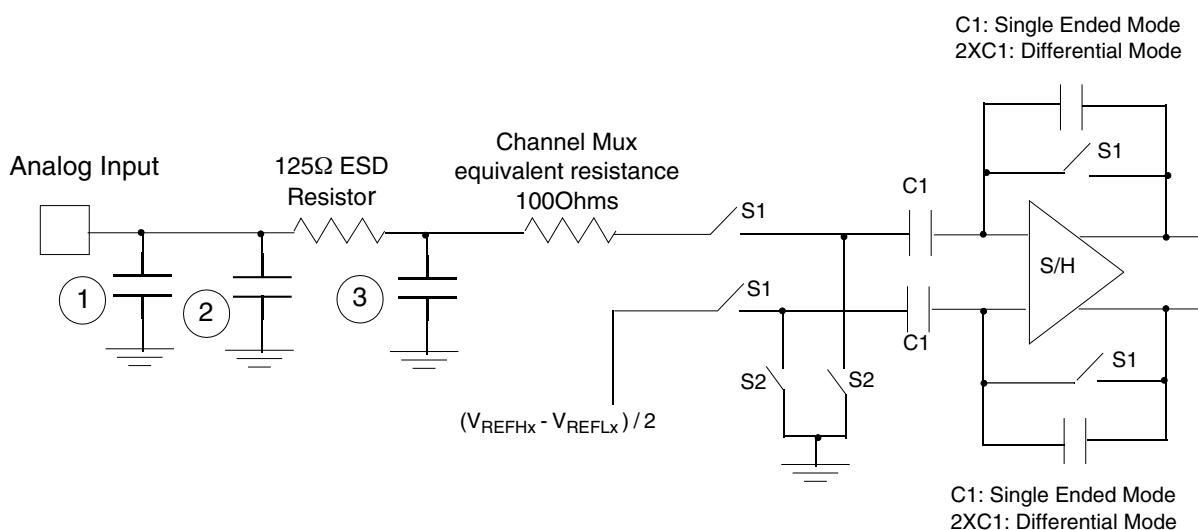 C1: Single Ended Mode
2XC1: Differential Mode
Analog Input
125Ω ESD
Resistor
Channel Mux
equivalent resistance
100Ohms
S1
C1
S1
S/H
1
2
3
S1
C1
S1
S2
S2
(VREFHx - VREFLx) / 2
C1: Single Ended Mode
2XC1: Differential Mode